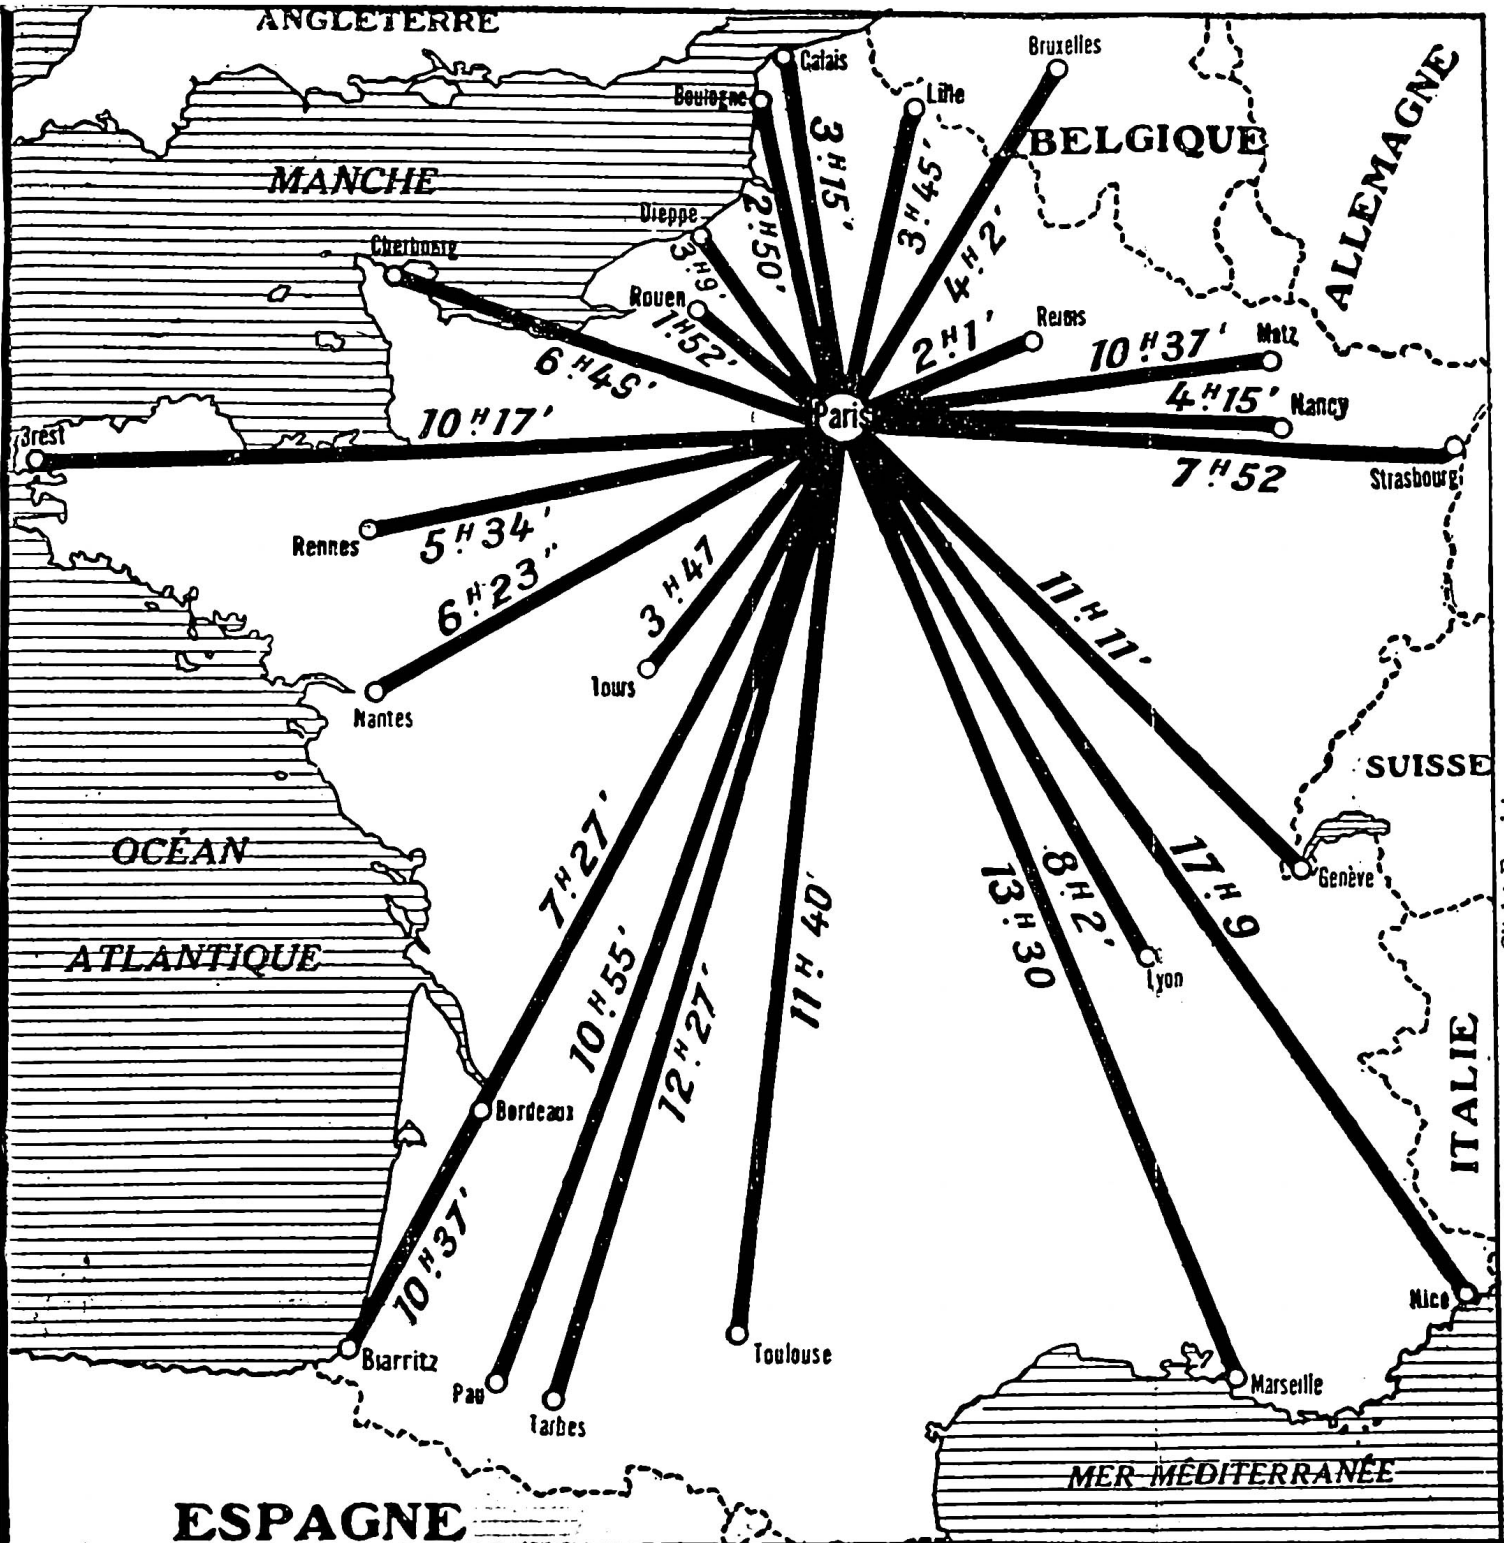 ANGLETERRE
Calais
Bruxelles
Boulogne
Lille
ALLEMAGNE
BELGIQUE
MANCHE
3H15'
3H45'
Dieppe
2H50'
4H2'
Cherbourg
3H9'
Rouen
1H52'
Reims
2H1'
10H37'
Metz
6H45'
4H15'
Nancy
Paris
10H17'
Brest
7H52
Strasbourg
Rennes
5H34'
6H23"
3H47
11H11'
Tours
Nantes
SUISSE
7H27'
OCÉAN
8H2'
17H9
Genève
13H30
11H40'
ATLANTIQUE
10H55'
12H27'
Lyon
ITALIE
Bordeaux
10H37'
Nice
Biarritz
Toulouse
Pau
Marseille
Tarbes
MER MÉDITERRANÉE
ESPAGNE